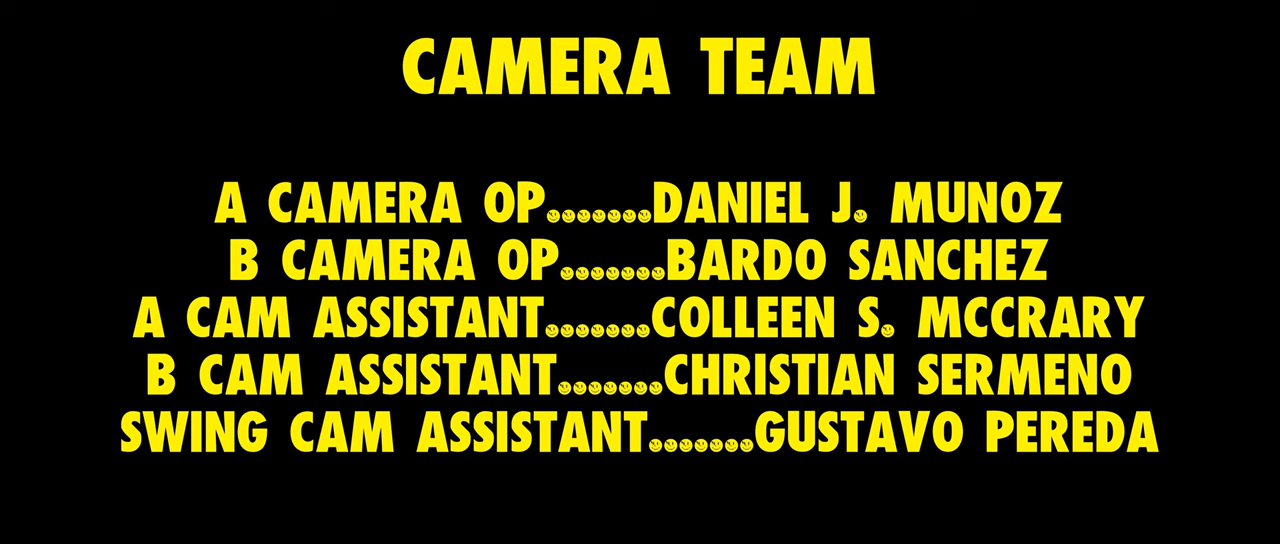 CAMERA TEAM
A CAMERA OP.......DANIEL J. MUNOZ
B CAMERA OP.......BARDO SANCHEZ
A CAM ASSISTANT.......COLLEEN S. MCCRARY
B CAM ASSISTANT.......CHRISTIAN SERMENO
SWING CAM ASSISTANT.......GUSTAVO PEREDA